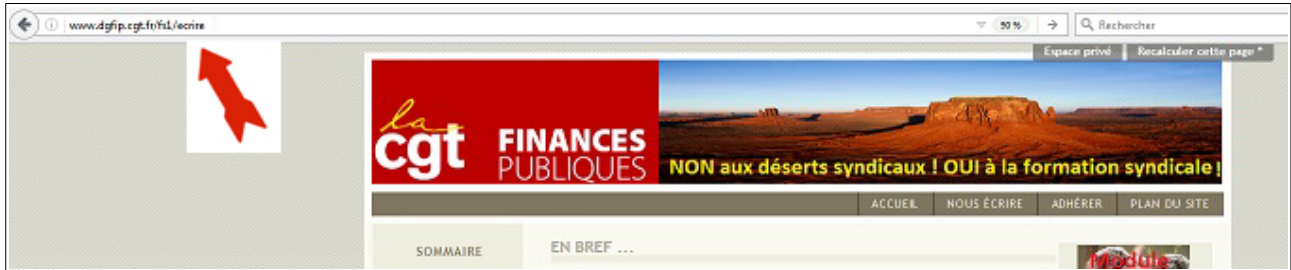 www.dgfip.cgt.fr/fs1/ecrire
90 %
Rechercher
Espace privé
Recalculer cette page *
la
cgt
FINANCES
PUBLIQUES
NON aux déserts syndicaux ! OUI à la formation syndicale !
ACCUEIL
NOUS ÉCRIRE
ADHÉRER
PLAN DU SITE
SOMMAIRE
EN BREF ...
Module